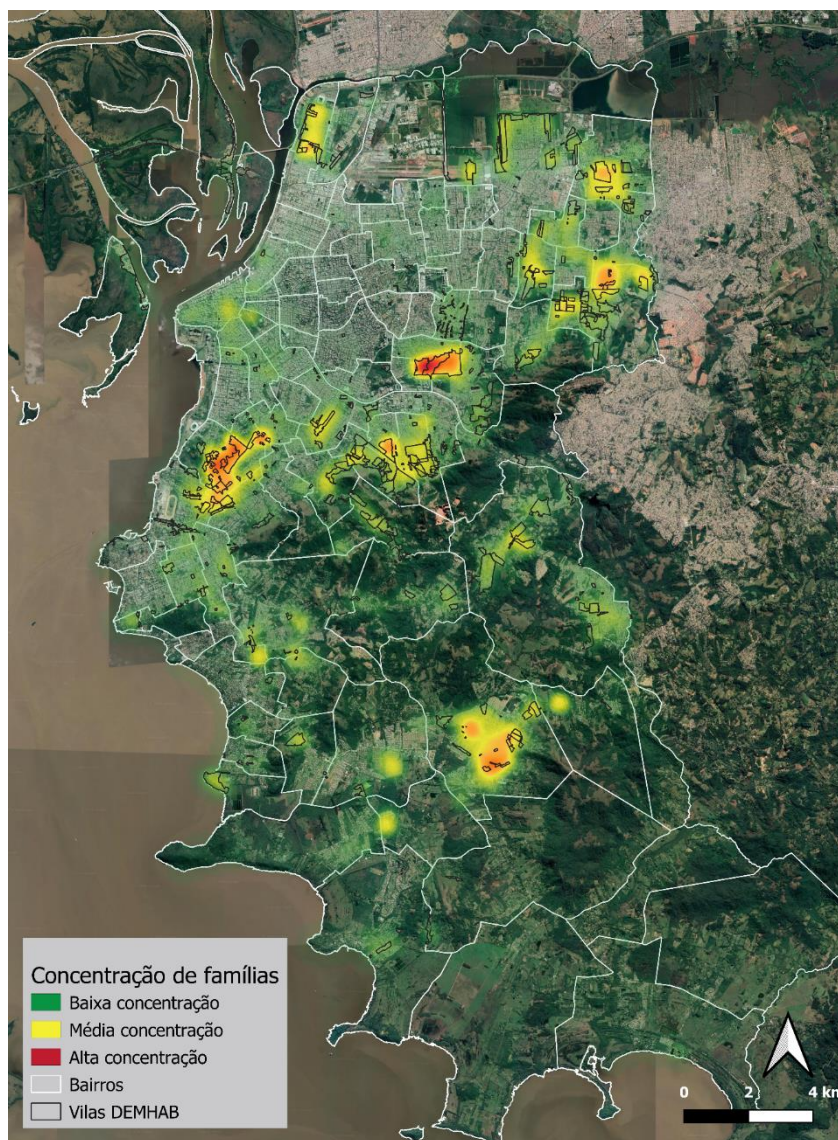 Concentração de famílias
Baixa concentração
Média concentração
Alta concentração
Bairros
Vilas DEMHAB
0 2 4 km